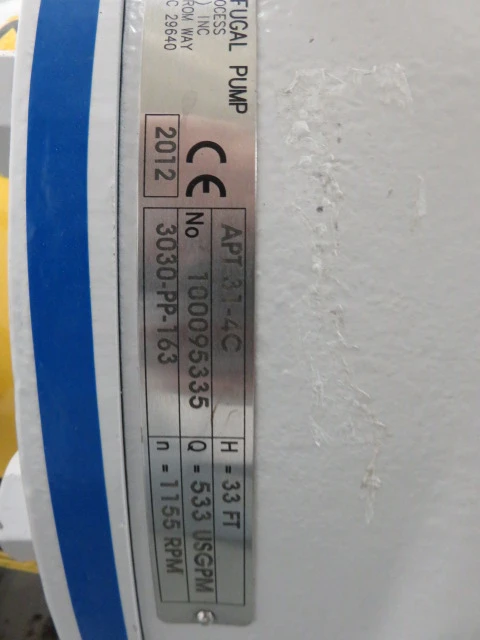 FUGAL PUMP
OCESS
) INC
ROM WAY
C 29640
CE
2012
APT 31-4C
No 100095335
3030-PP-163
H = 33 FT
Q = 533 USGPM
n = 1155 RPM